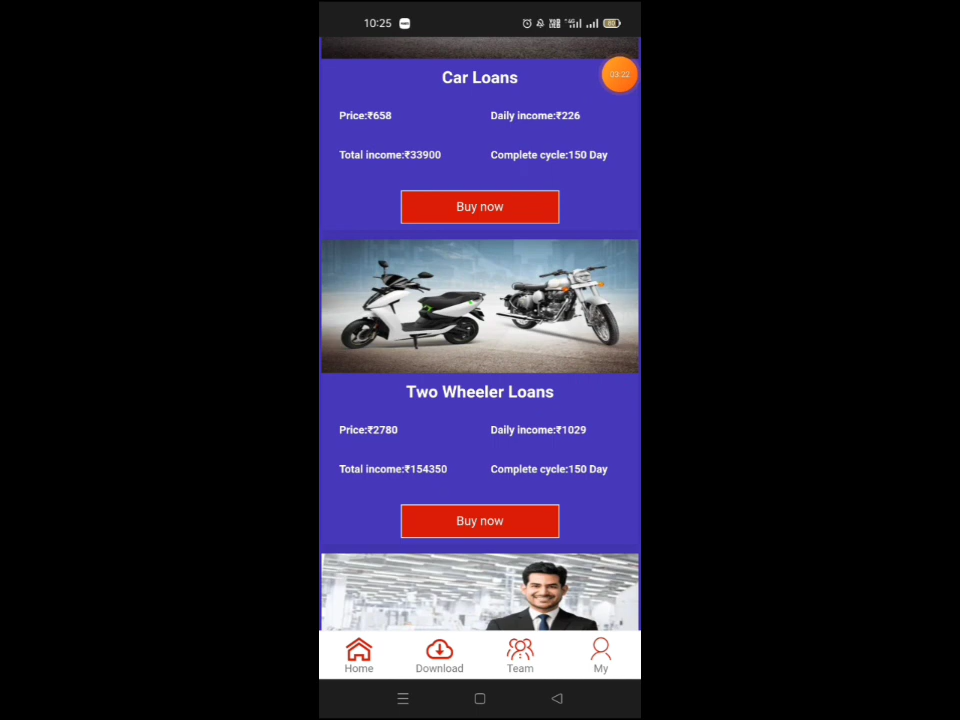 10:25
03:22
Car Loans
Price:₹658 Daily income:₹226
Total income:₹33900 Complete cycle:150 Day
Buy now
Two Wheeler Loans
Price:₹2780 Daily income:₹1029
Total income:₹154350 Complete cycle:150 Day
Buy now
Home Download Team My